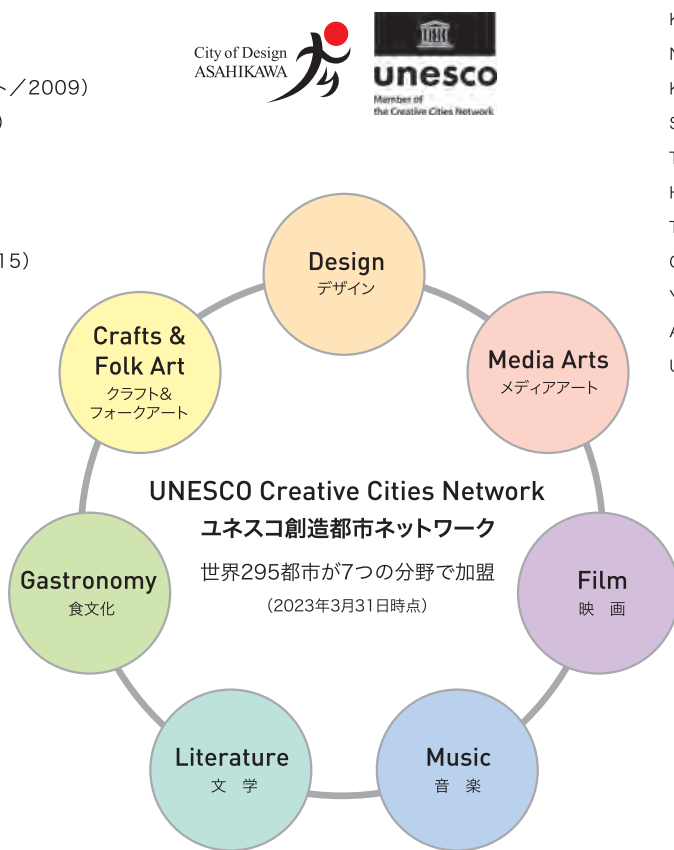 City of Design
ASAHIKAWA
unesco
Member of
the Creative Cities Network
ト／2009）
）
15）
K
N
K
S
T
H
T
Y
A
U
Design
デザイン
Crafts &
Folk Art
クラフト&
フォークアート
Media Arts
メディアアート
UNESCO Creative Cities Network
ユネスコ創造都市ネットワーク
世界295都市が7つの分野で加盟
（2023年3月31日時点）
Gastronomy
食文化
Film
映　画
Literature
文　学
Music
音　楽